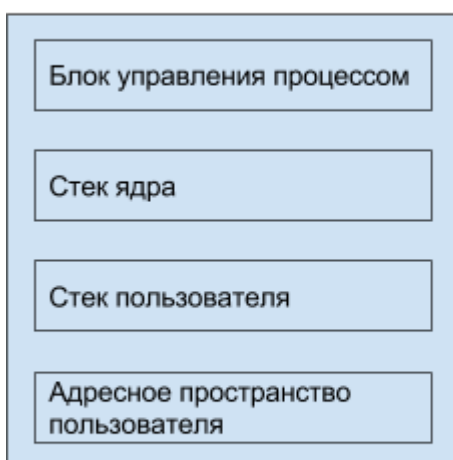 Блок управления процессом
Стек ядра
Стек пользователя
Адресное пространство
пользователя